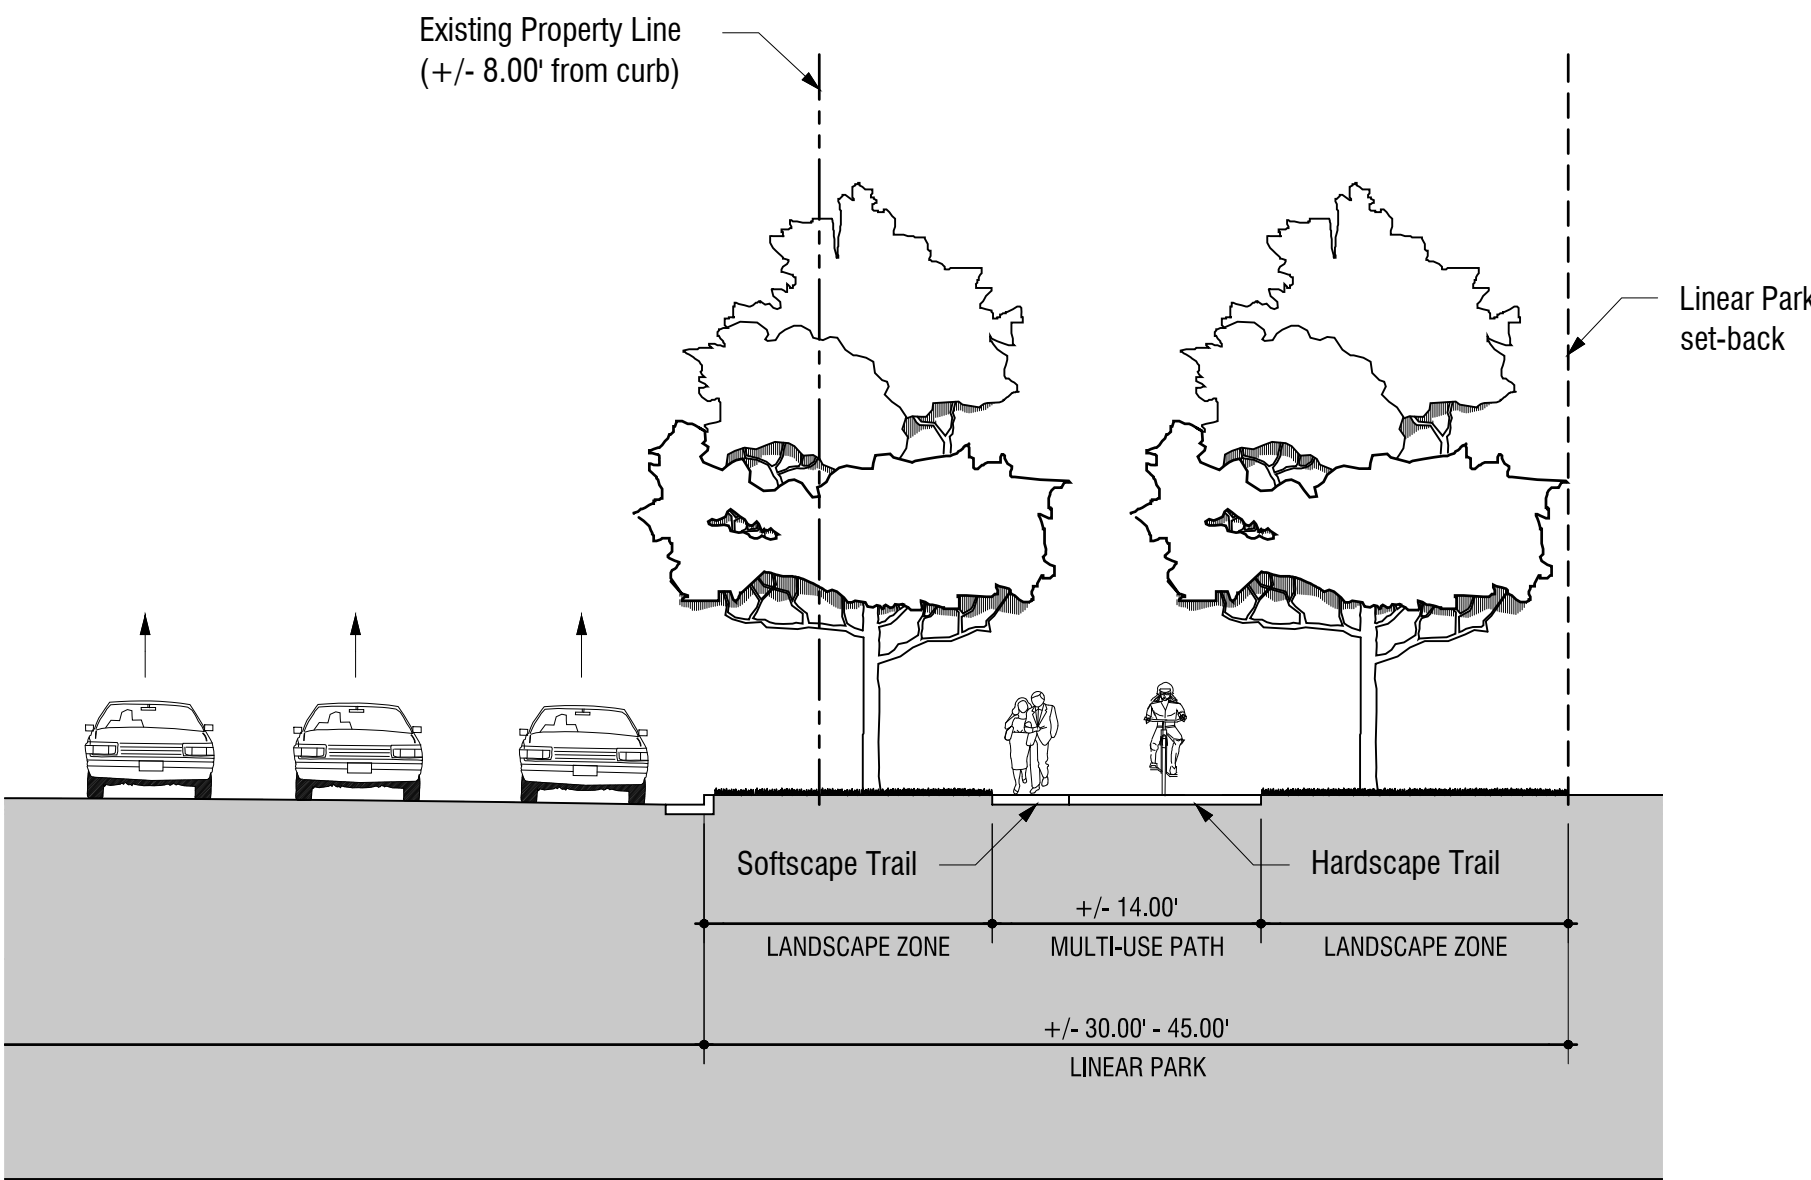 Existing Property Line
(+/- 8.00' from curb)
Linear Park
set-back
Softscape Trail
Hardscape Trail
+/- 14.00'
LANDSCAPE ZONE
MULTI-USE PATH
LANDSCAPE ZONE
+/- 30.00' - 45.00'
LINEAR PARK